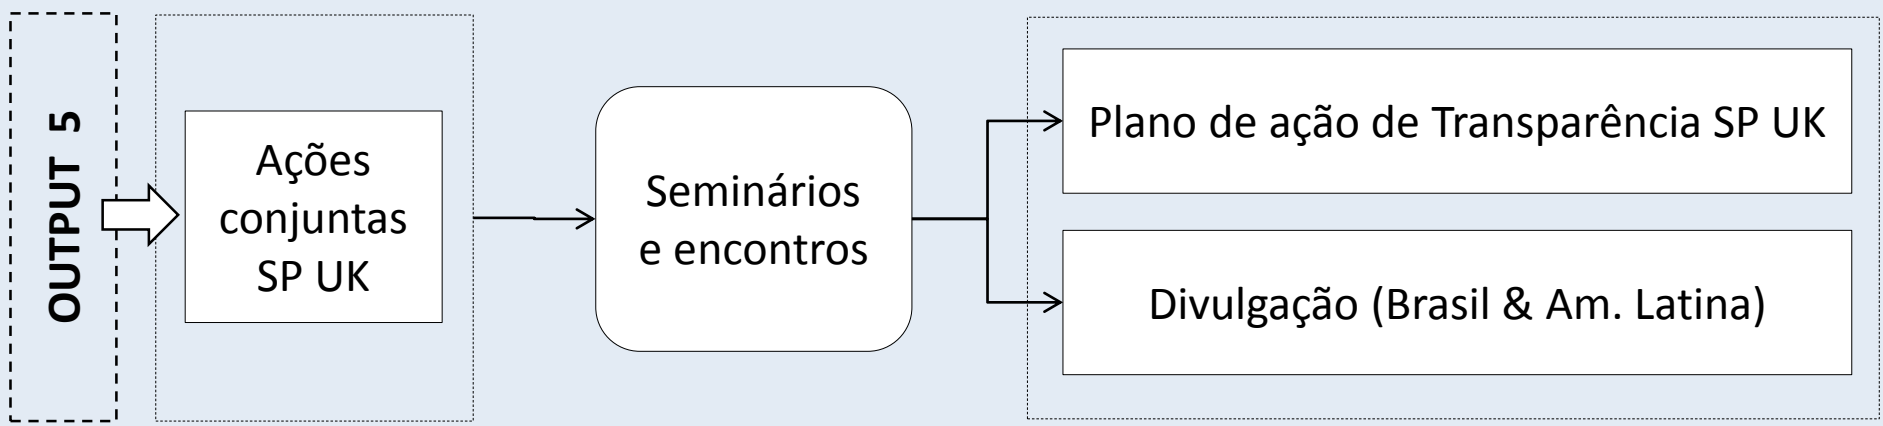 OUTPUT 5
Ações
conjuntas
SP UK
Seminários
e encontros
Plano de ação de Transparência SP UK
Divulgação (Brasil & Am. Latina)